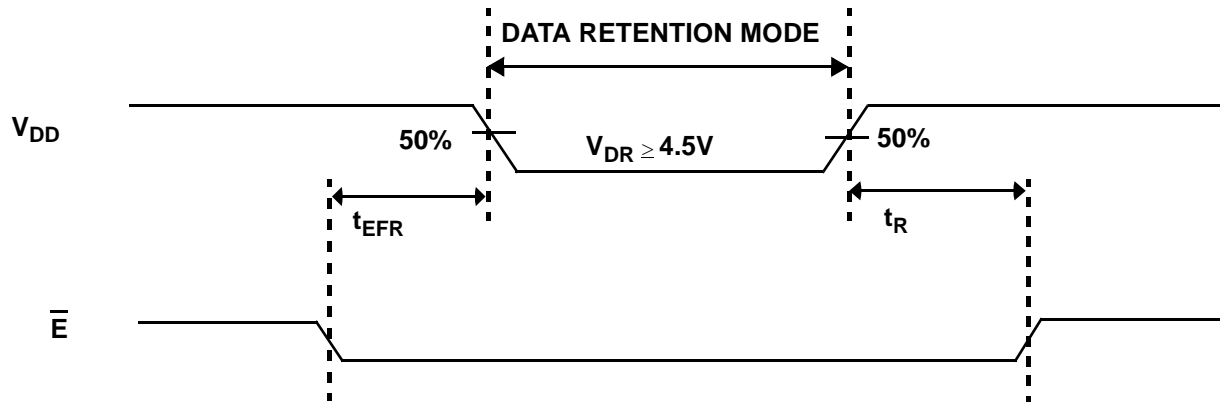 DATA RETENTION MODE
V_DD
50%
V_DR ≥ 4.5V
50%
t_EFR
t_R
E̅